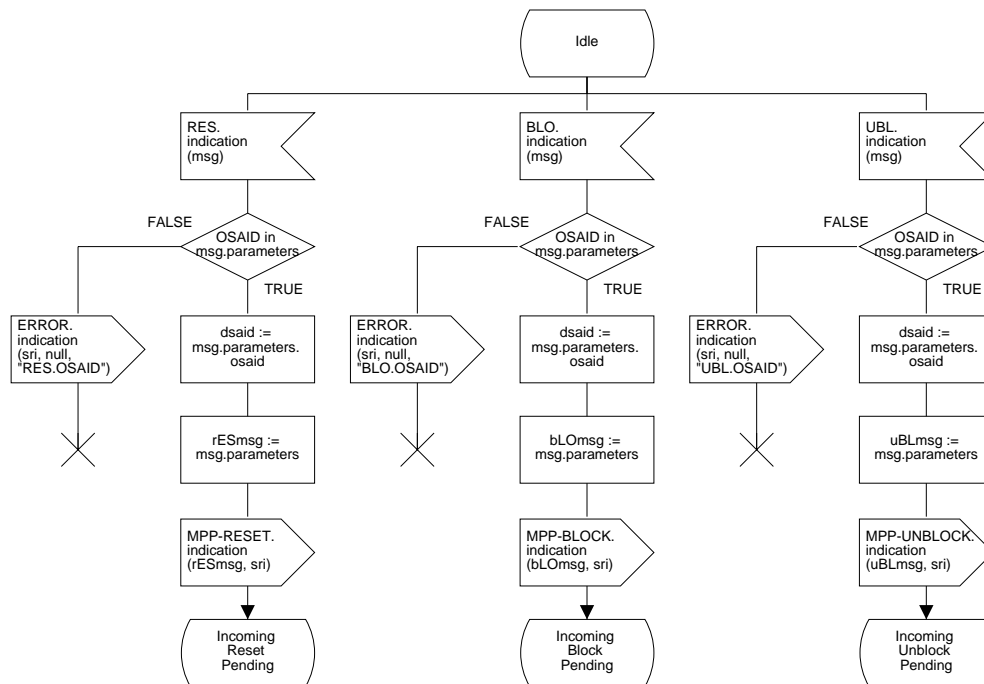 Idle
RES.
indication
(msg)
BLO.
indication
(msg)
UBL.
indication
(msg)
FALSE
OSAID in
msg.parameters
TRUE
FALSE
OSAID in
msg.parameters
TRUE
FALSE
OSAID in
msg.parameters
TRUE
ERROR.
indication
(sri, null,
"RES.OSAID")
dsaid :=
msg.parameters.
osaid
ERROR.
indication
(sri, null,
"BLO.OSAID")
dsaid :=
msg.parameters.
osaid
ERROR.
indication
(sri, null,
"UBL.OSAID")
dsaid :=
msg.parameters.
osaid
rESmsg :=
msg.parameters
bLOmsg :=
msg.parameters
uBLmsg :=
msg.parameters
MPP-RESET.
indication
(rESmsg, sri)
MPP-BLOCK.
indication
(bLOmsg, sri)
MPP-UNBLOCK.
indication
(uBLmsg, sri)
Incoming
Reset
Pending
Incoming
Block
Pending
Incoming
Unblock
Pending